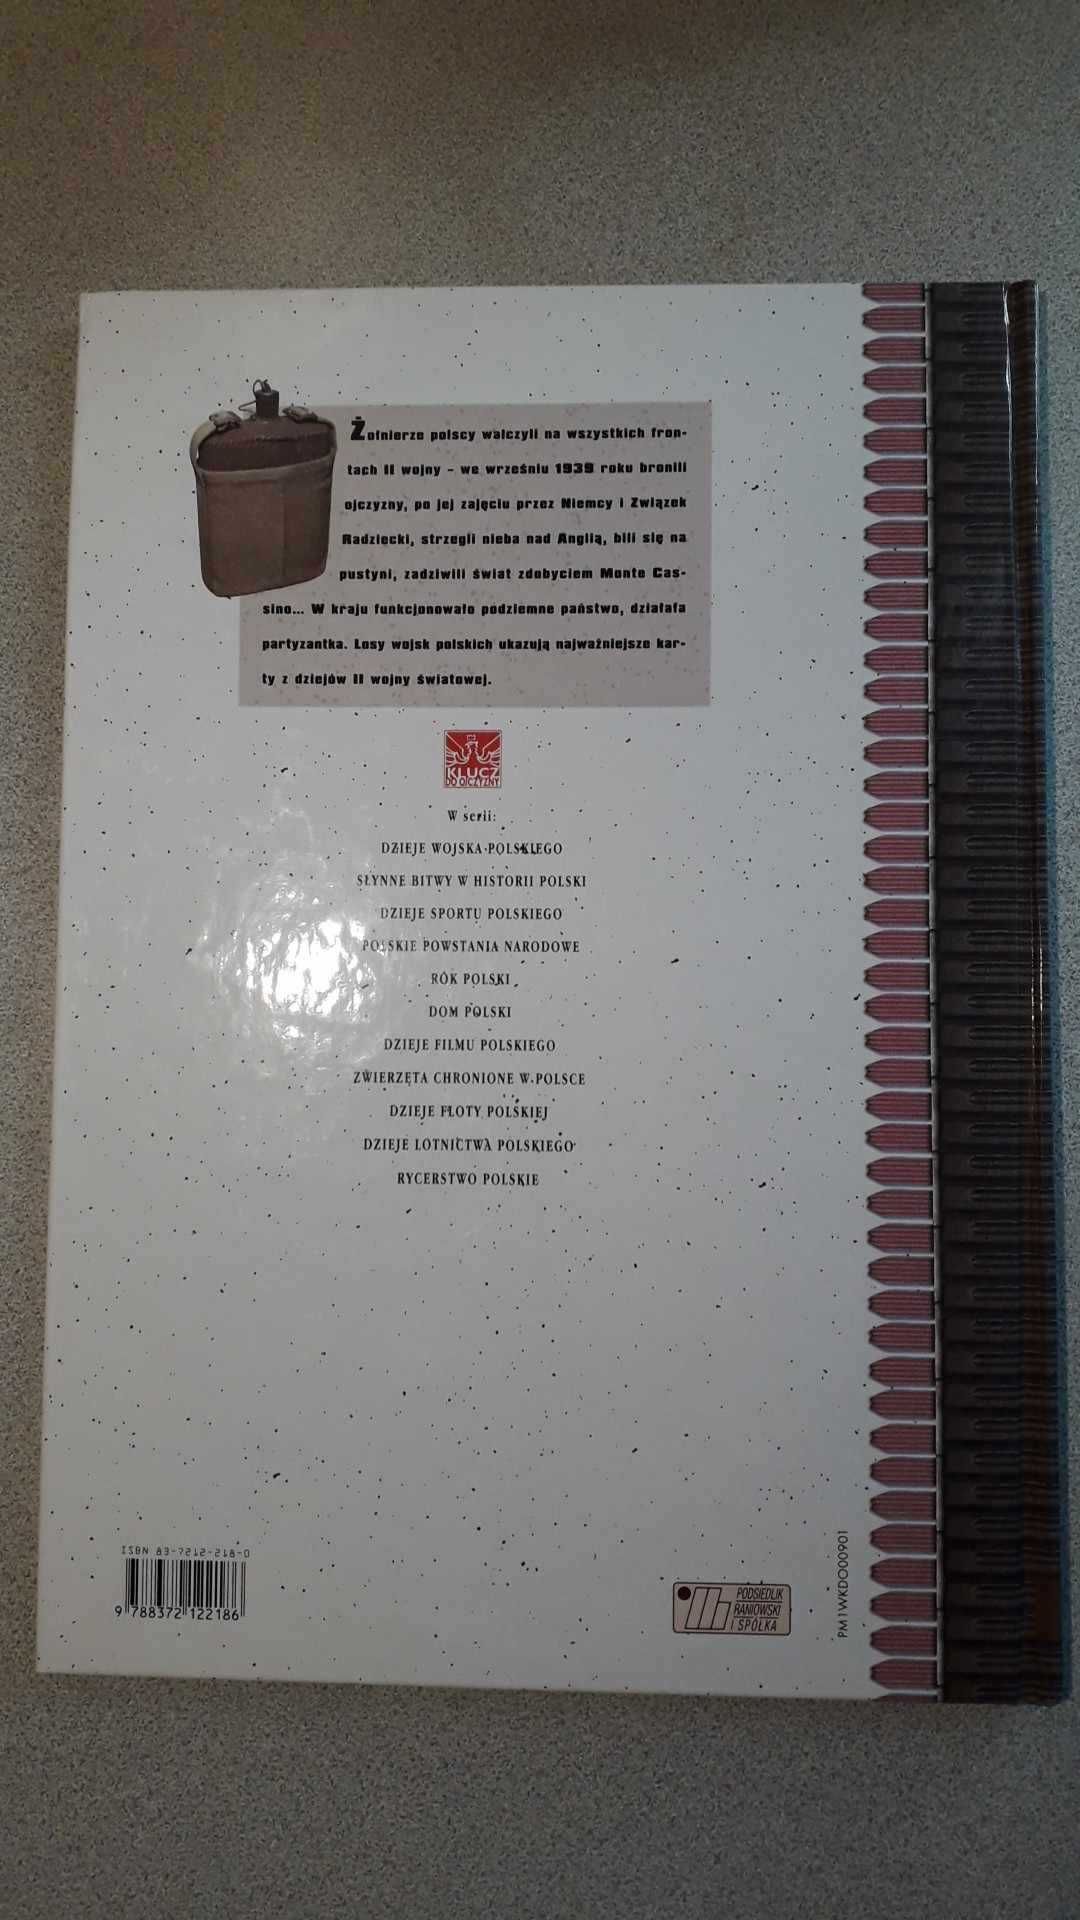 Żołnierze polscy walczyli na wszystkich fron-
tach II wojny – we wrześniu 1939 roku bronili
ojczyzny, po jej zajęciu przez Niemcy i Związek
Radziecki, strzegli nieba nad Anglią, bili się na
pustyni, zadziwili świat zdobyciem Monte Cas-
sino... W kraju funkcjonowało podziemne państwo, działała
partyzantka. Losy wojsk polskich ukazują najważniejsze kar-
ty z dziejów II wojny światowej.
KLUCZ
DO OJCZYZNY
W serii:
DZIEJE WOJSKA POLSKIEGO
SŁYNNE BITWY W HISTORII POLSKI
DZIEJE SPORTU POLSKIEGO
POLSKIE POWSTANIA NARODOWE
ROK POLSKI
DOM POLSKI
DZIEJE FILMU POLSKIEGO
ZWIERZĘTA CHRONIONE W POLSCE
DZIEJE FLOTY POLSKIEJ
DZIEJE LOTNICTWA POLSKIEGO
RYCERSTWO POLSKIE
ISBN 83-7212-218-0
9 788372 122186
PODSIEDLIK
RANIOWSKI
I SPÓŁKA
PM1WKDO00901